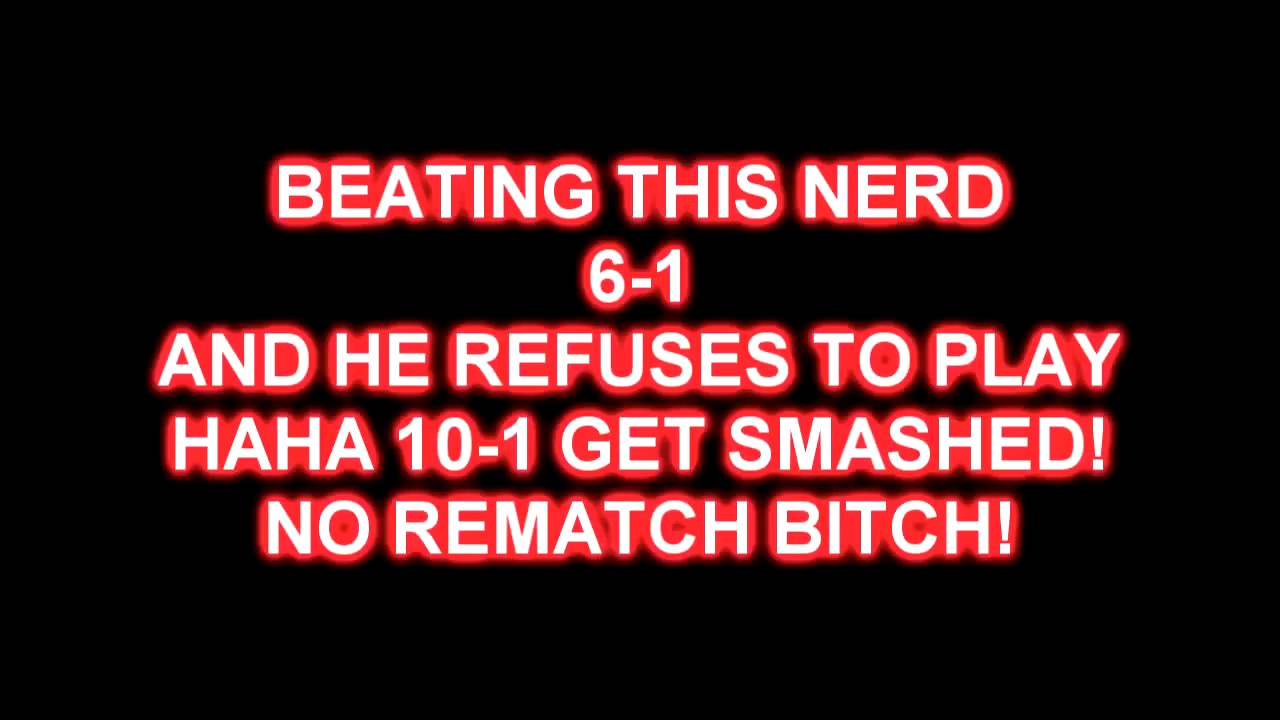 BEATING THIS NERD
6-1
AND HE REFUSES TO PLAY
HAHA 10-1 GET SMASHED!
NO REMATCH BITCH!